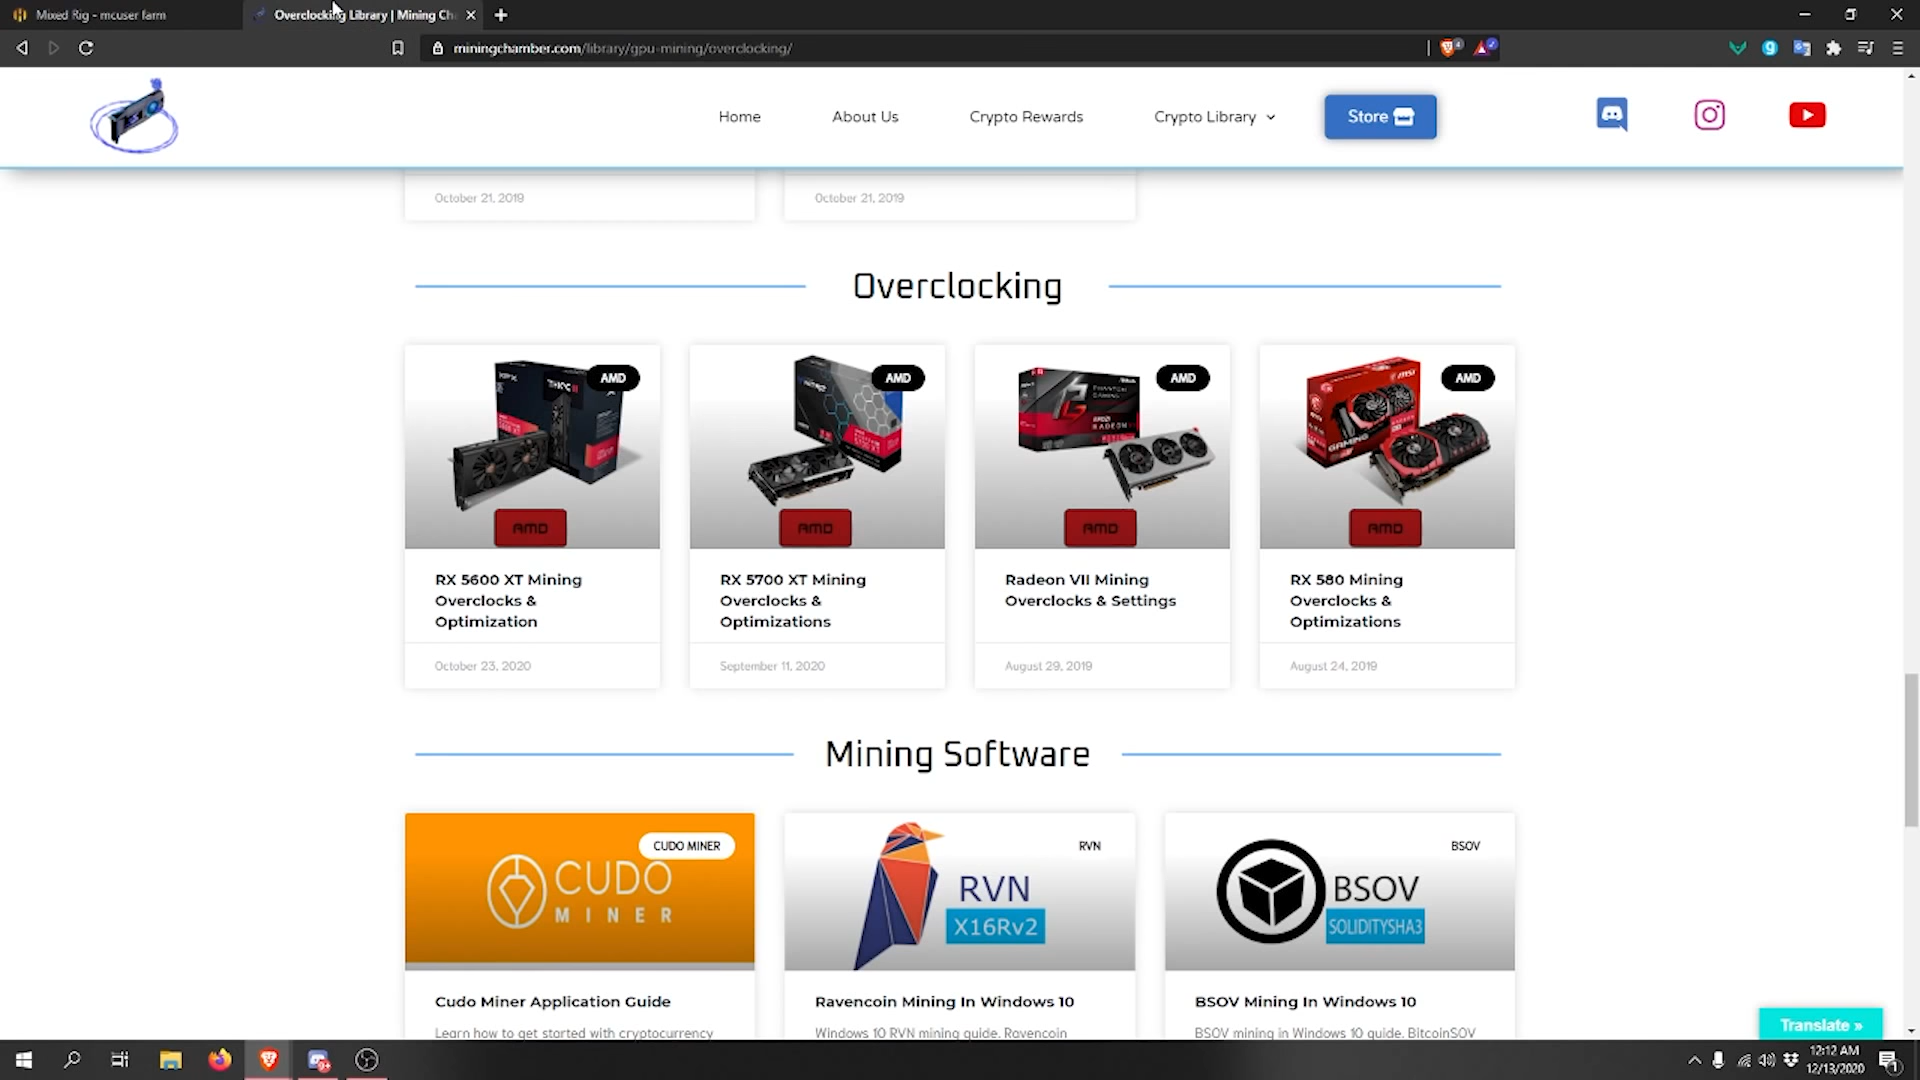 Mixed Rig - mcuser farm
Overclocking Library | Mining Ch
miningchamber.com/library/gpu-mining/overclocking/
Home
About Us
Crypto Rewards
Crypto Library
Store
October 21, 2019
October 21, 2019
Overclocking
AMD
AMD
AMD
AMD
AMD
AMD
AMD
AMD
RX 5600 XT Mining
Overclocks &
Optimization
October 23, 2020
RX 5700 XT Mining
Overclocks &
Optimizations
September 11, 2020
Radeon VII Mining
Overclocks & Settings
August 29, 2019
RX 580 Mining
Overclocks &
Optimizations
August 24, 2019
Mining Software
CUDO MINER
CUDO
MINER
Cudo Miner Application Guide
Learn how to get started with cryptocurrency
RVN
RVN
X16Rv2
Ravencoin Mining In Windows 10
Windows 10 RVN mining guide. Ravencoin
BSOV
BSOV
SOLIDITYSHA3
BSOV Mining In Windows 10
BSOV mining in Windows 10 guide. BitcoinSOV
Translate »
12:12 AM
12/13/2020